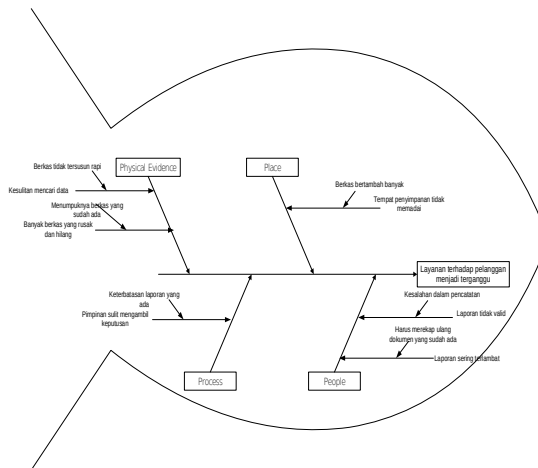 Berkas tidak tersusun rapi
Physical Evidence
Place
Kesulitan mencari data
Berkas bertambah banyak
Menumpuknya berkas yang
sudah ada
Tempat penyimpanan tidak
memadai
Banyak berkas yang rusak
dan hilang
Layanan terhadap pelanggan
menjadi terganggu
Keterbatasan laporan yang
ada
Kesalahan dalam pencatatan
Pimpinan sulit mengambil
keputusan
Laporan tidak valid
Harus merekap ulang
dokumen yang sudah ada
Laporan sering terlambat
Process
People